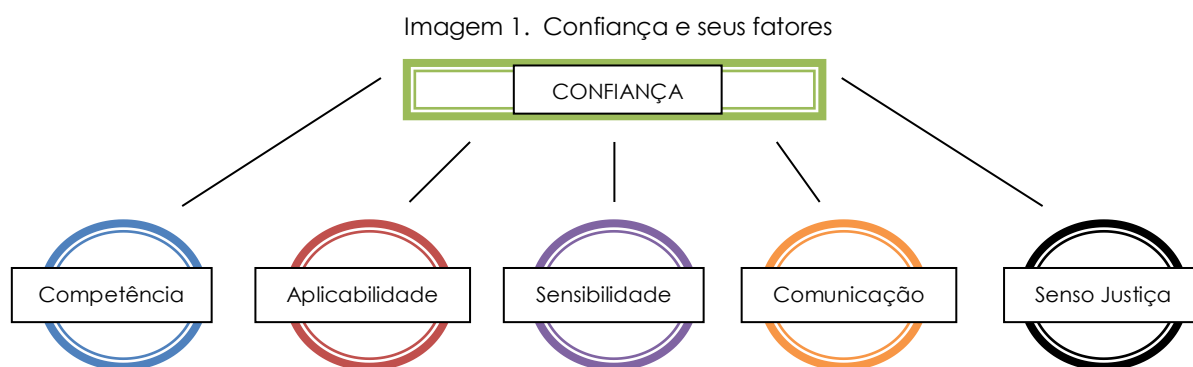 Imagem 1. Confiança e seus fatores
CONFIANÇA
Competência
Aplicabilidade
Sensibilidade
Comunicação
Senso Justiça